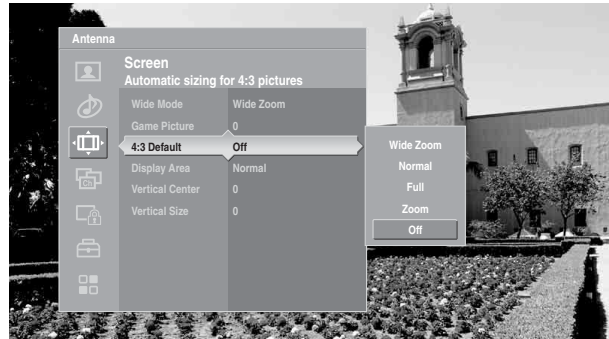 Antenna
Screen
Automatic sizing for 4:3 pictures
Wide Mode Wide Zoom
Game Picture 0
4:3 Default Off
Display Area Normal
Vertical Center 0
Vertical Size 0
Wide Zoom
Normal
Full
Zoom
Off
Ch